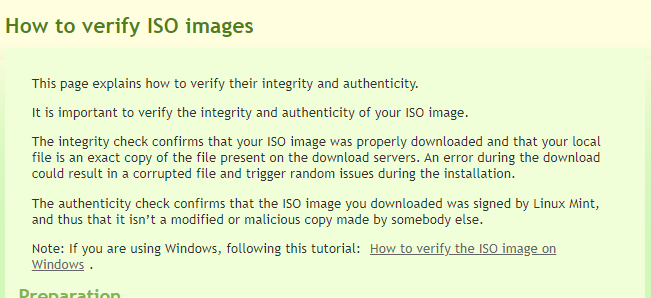 How to verify ISO images
This page explains how to verify their integrity and authenticity.
It is important to verify the integrity and authenticity of your ISO image.
The integrity check confirms that your ISO image was properly downloaded and that your local
file is an exact copy of the file present on the download servers. An error during the download
could result in a corrupted file and trigger random issues during the installation.
The authenticity check confirms that the ISO image you downloaded was signed by Linux Mint,
and thus that it isn’t a modified or malicious copy made by somebody else.
Note: If you are using Windows, following this tutorial: How to verify the ISO image on
Windows .
Preparation